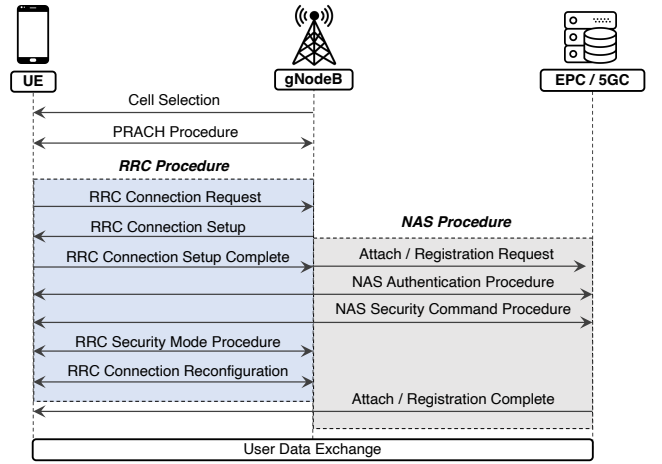 UE
gNodeB
EPC / 5GC
Cell Selection
PRACH Procedure
RRC Procedure
RRC Connection Request
RRC Connection Setup
NAS Procedure
RRC Connection Setup Complete
Attach / Registration Request
NAS Authentication Procedure
NAS Security Command Procedure
RRC Security Mode Procedure
RRC Connection Reconfiguration
Attach / Registration Complete
User Data Exchange